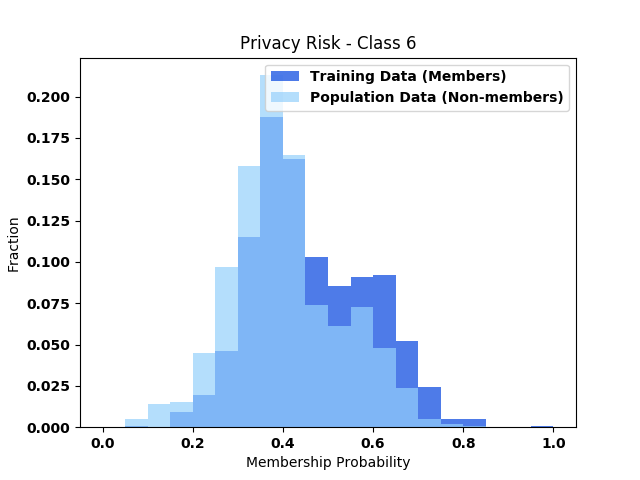 Privacy Risk - Class 6
Training Data (Members)
Population Data (Non-members)
0.200
0.175
0.150
0.125
0.100
0.075
0.050
0.025
0.000
Fraction
0.0 0.2 0.4 0.6 0.8 1.0
Membership Probability